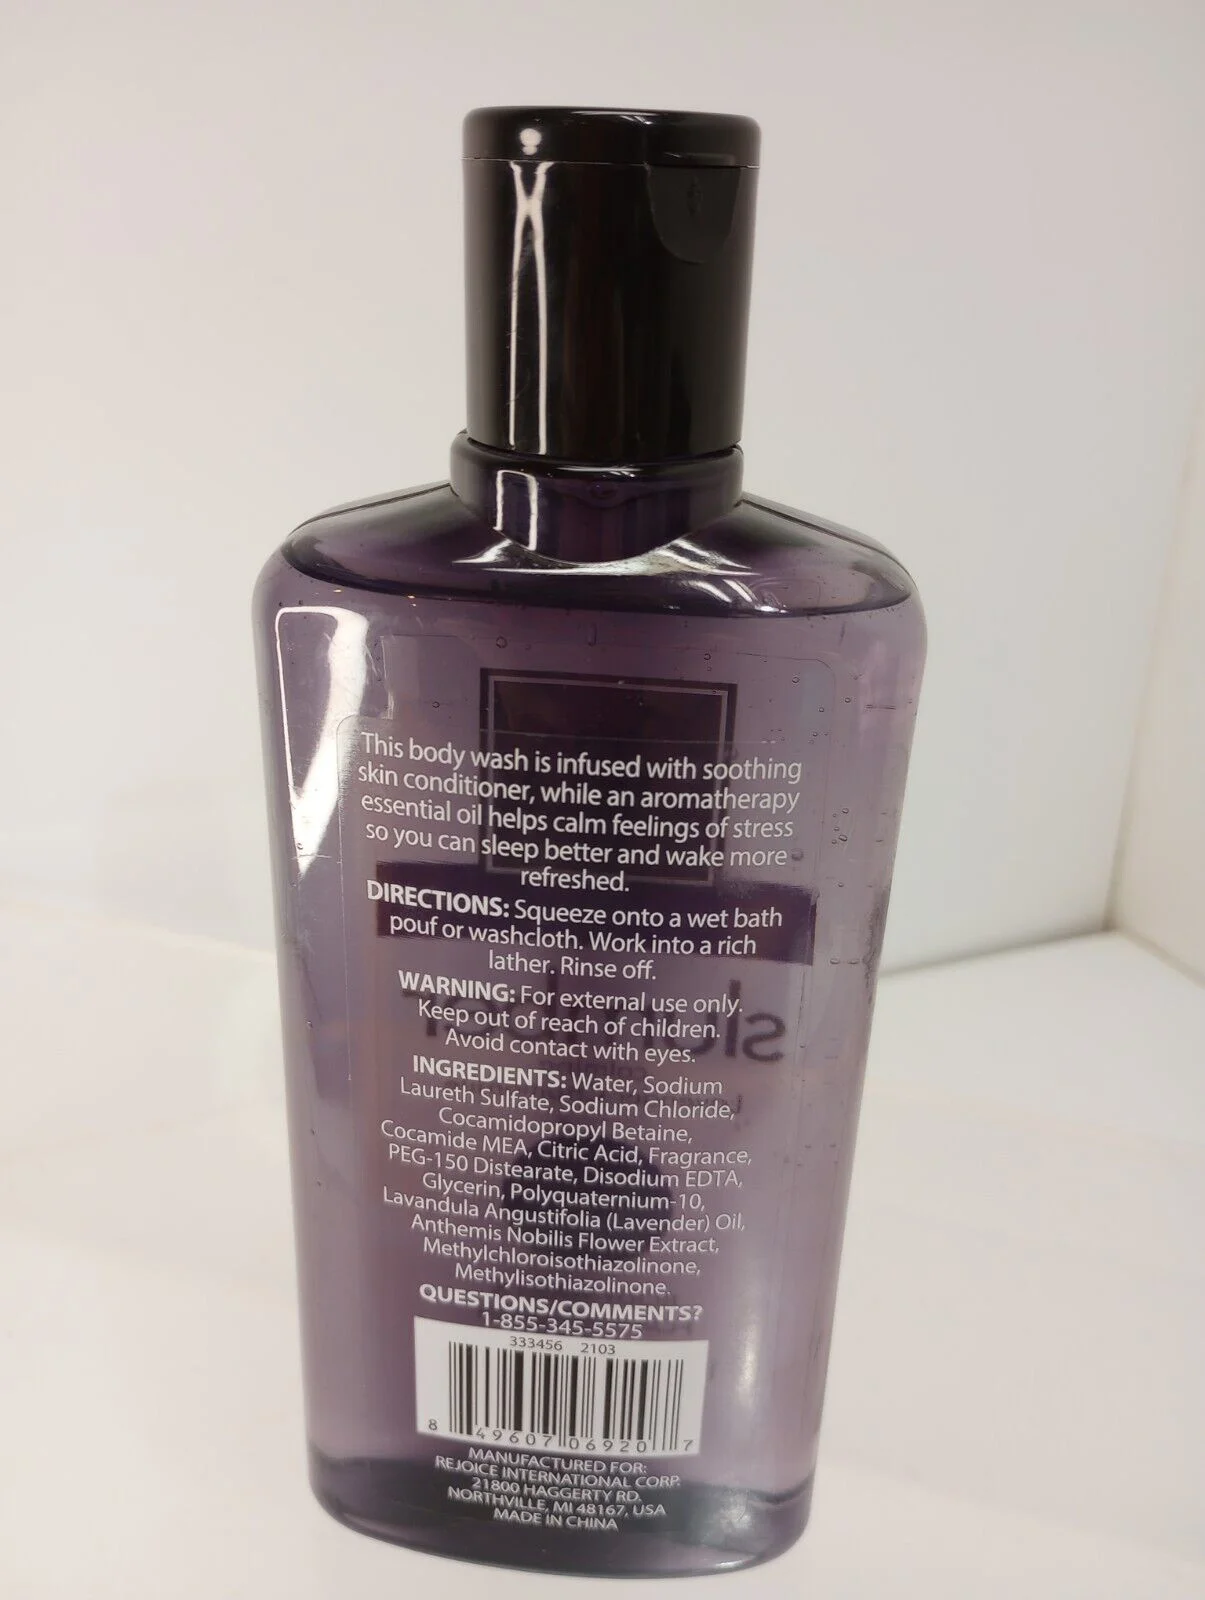 This body wash is infused with soothing
skin conditioner, while an aromatherapy
essential oil helps calm feelings of stress
so you can sleep better and wake more
refreshed.
DIRECTIONS: Squeeze onto a wet bath
pouf or washcloth. Work into a rich
lather. Rinse off.
WARNING: For external use only.
Keep out of reach of children.
Avoid contact with eyes.
INGREDIENTS: Water, Sodium
Laureth Sulfate, Sodium Chloride,
Cocamidopropyl Betaine,
Cocamide MEA, Citric Acid, Fragrance,
PEG-150 Distearate, Disodium EDTA,
Glycerin, Polyquaternium-10,
Lavandula Angustifolia (Lavender) Oil,
Anthemis Nobilis Flower Extract,
Methylchloroisothiazolinone,
Methylisothiazolinone.
QUESTIONS/COMMENTS?
1-855-345-5575
333456 2103
8 49607 06920 7
MANUFACTURED FOR:
REJOICE INTERNATIONAL CORP.
21800 HAGGERTY RD.
NORTHVILLE, MI 48167, USA
MADE IN CHINA